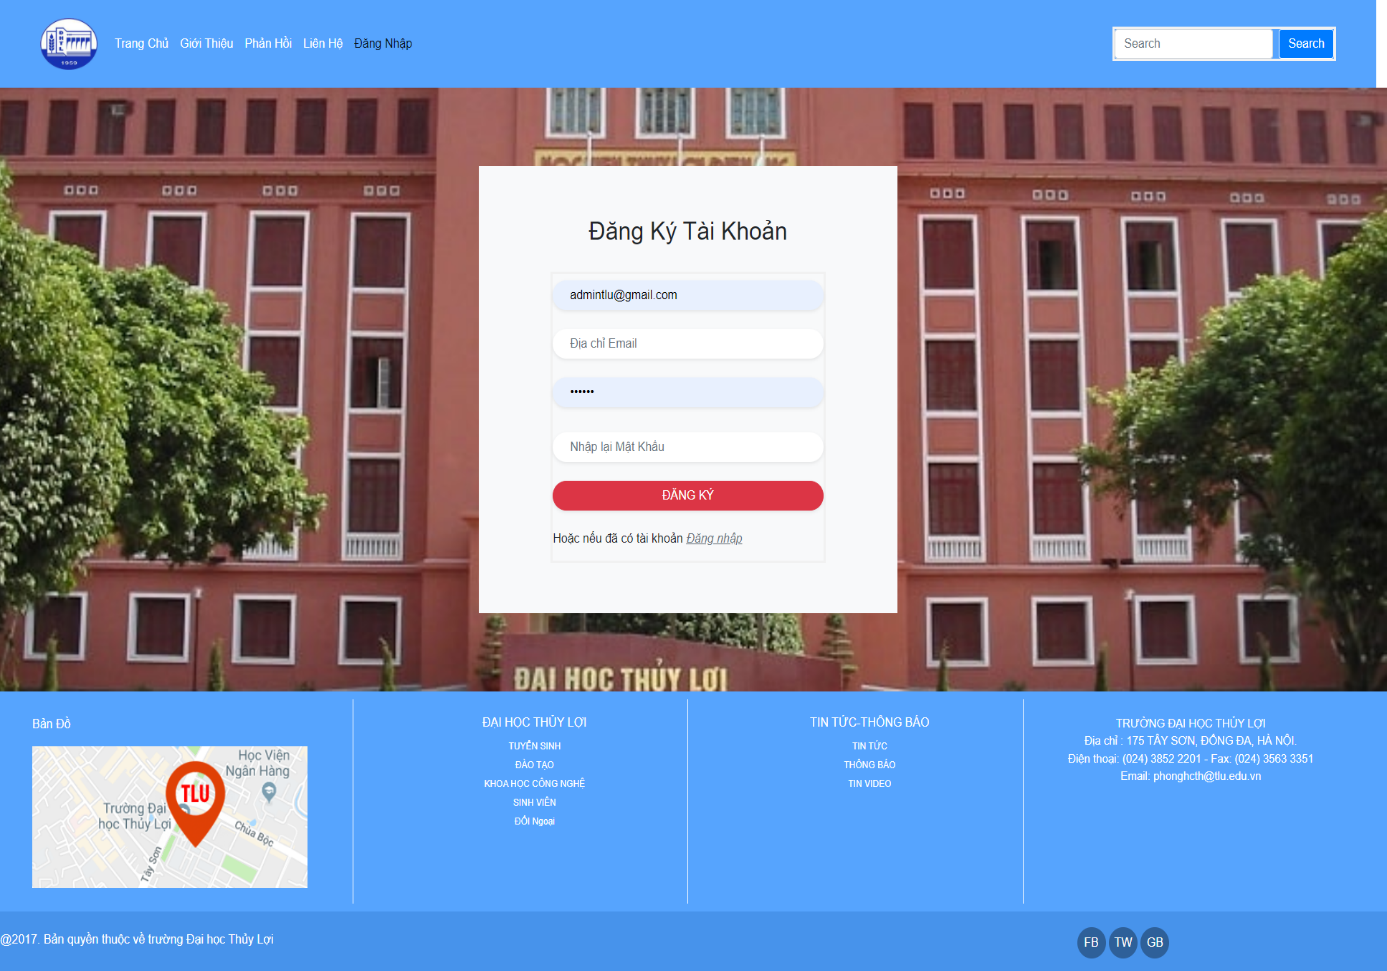 1959
Trang Chủ Giới Thiệu Phản Hồi Liên Hệ Đăng Nhập
Search Search
Đăng Ký Tài Khoản
admintlu@gmail.com
Địa chỉ Email
••••••
Nhập lại Mật Khẩu
ĐĂNG KÝ
Hoặc nếu đã có tài khoản Đăng nhập
ĐẠI HỌC THỦY LỢI
Bản Đồ
Học Viện
Ngân Hàng
TLU
Trường Đại
học Thủy Lợi
Chùa Bộc
Tây Sơn
ĐẠI HỌC THỦY LỢI
TUYỂN SINH
ĐÀO TẠO
KHOA HỌC CÔNG NGHỆ
SINH VIÊN
ĐỐI Ngoại
TIN TỨC-THÔNG BÁO
TIN TỨC
THÔNG BÁO
TIN VIDEO
TRƯỜNG ĐẠI HỌC THỦY LỢI
Địa chỉ : 175 TÂY SƠN, ĐỐNG ĐA, HÀ NỘI.
Điện thoại: (024) 3852 2201 - Fax: (024) 3563 3351
Email: phonghcth@tlu.edu.vn
@2017. Bản quyền thuộc về trường Đại học Thủy Lợi
FB TW GB